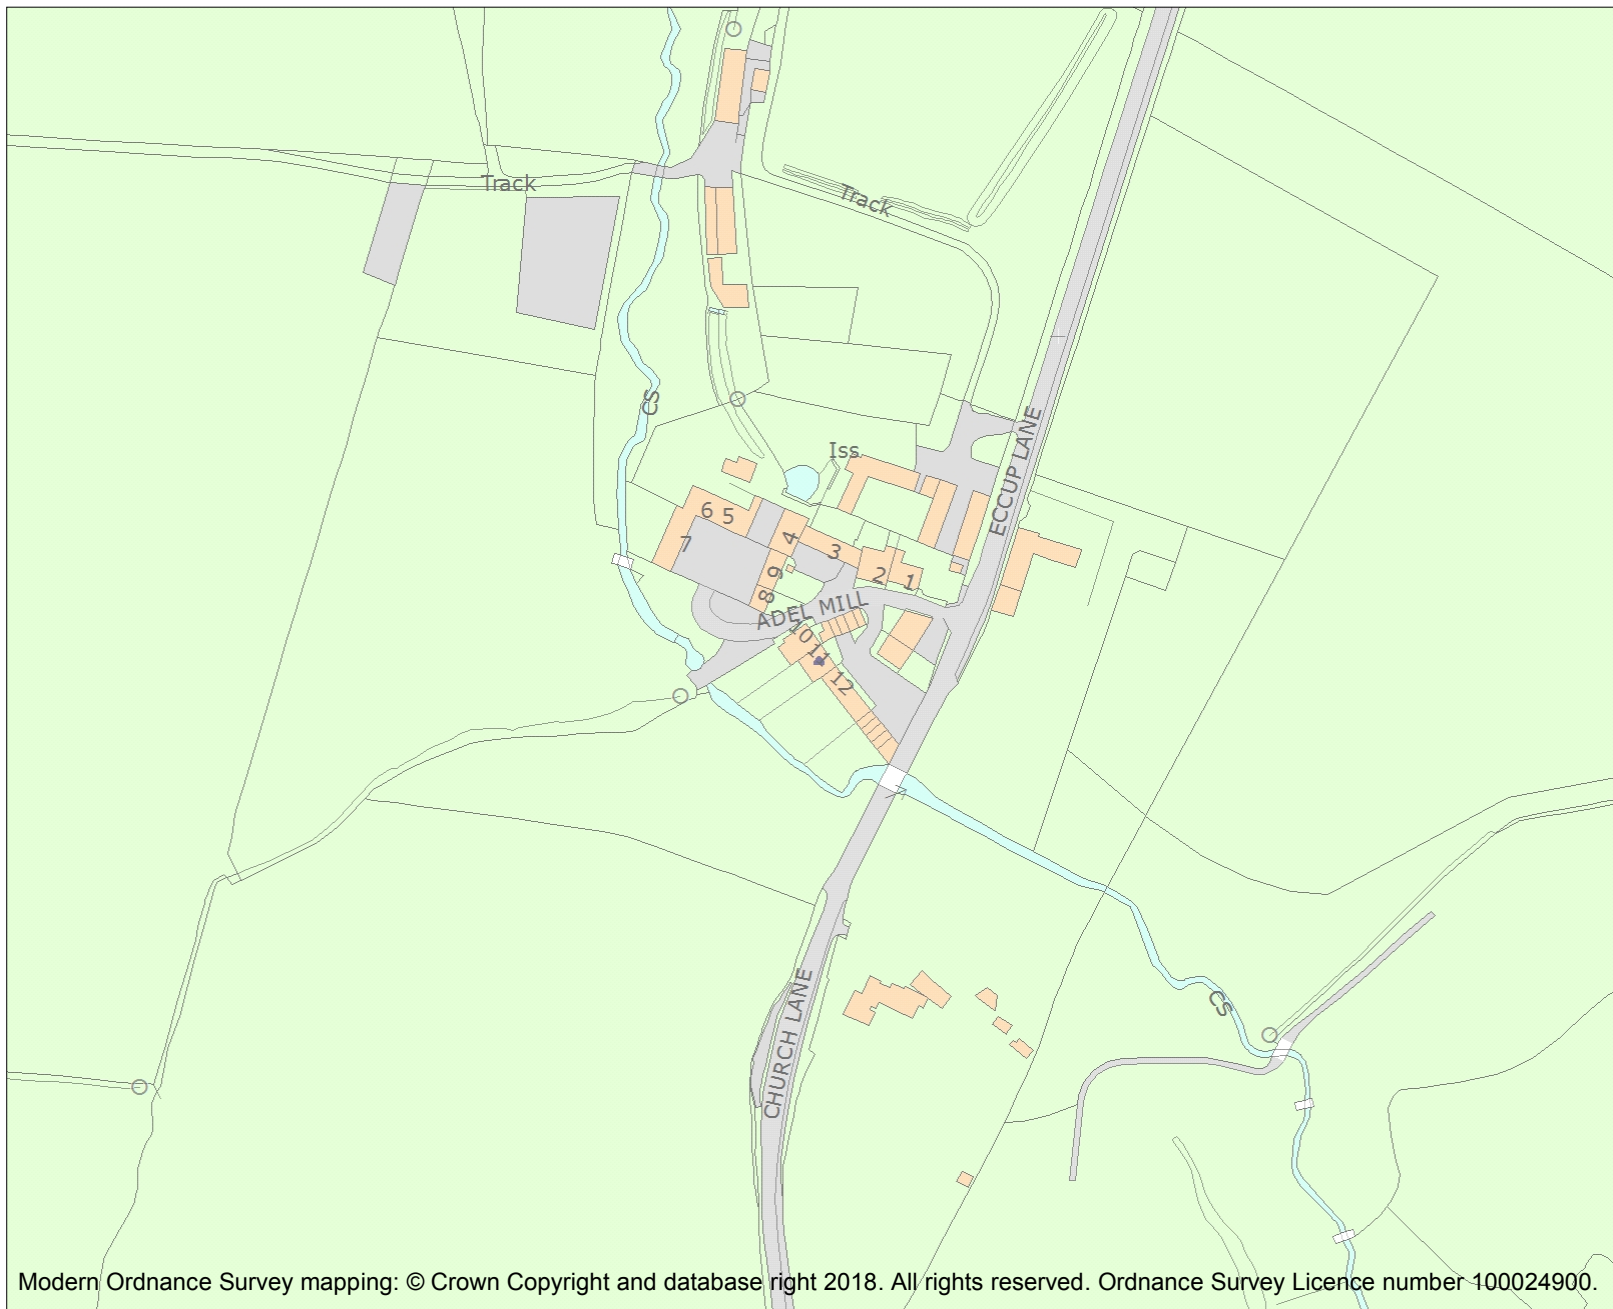 Track
Track
CS
Iss
ECCUP LANE
6
5
4
7
3
9
2
1
8
ADEL MILL
10
11
12
CHURCH LANE
CS
Modern Ordnance Survey mapping: © Crown Copyright and database right 2018. All rights reserved. Ordnance Survey Licence number 100024900.